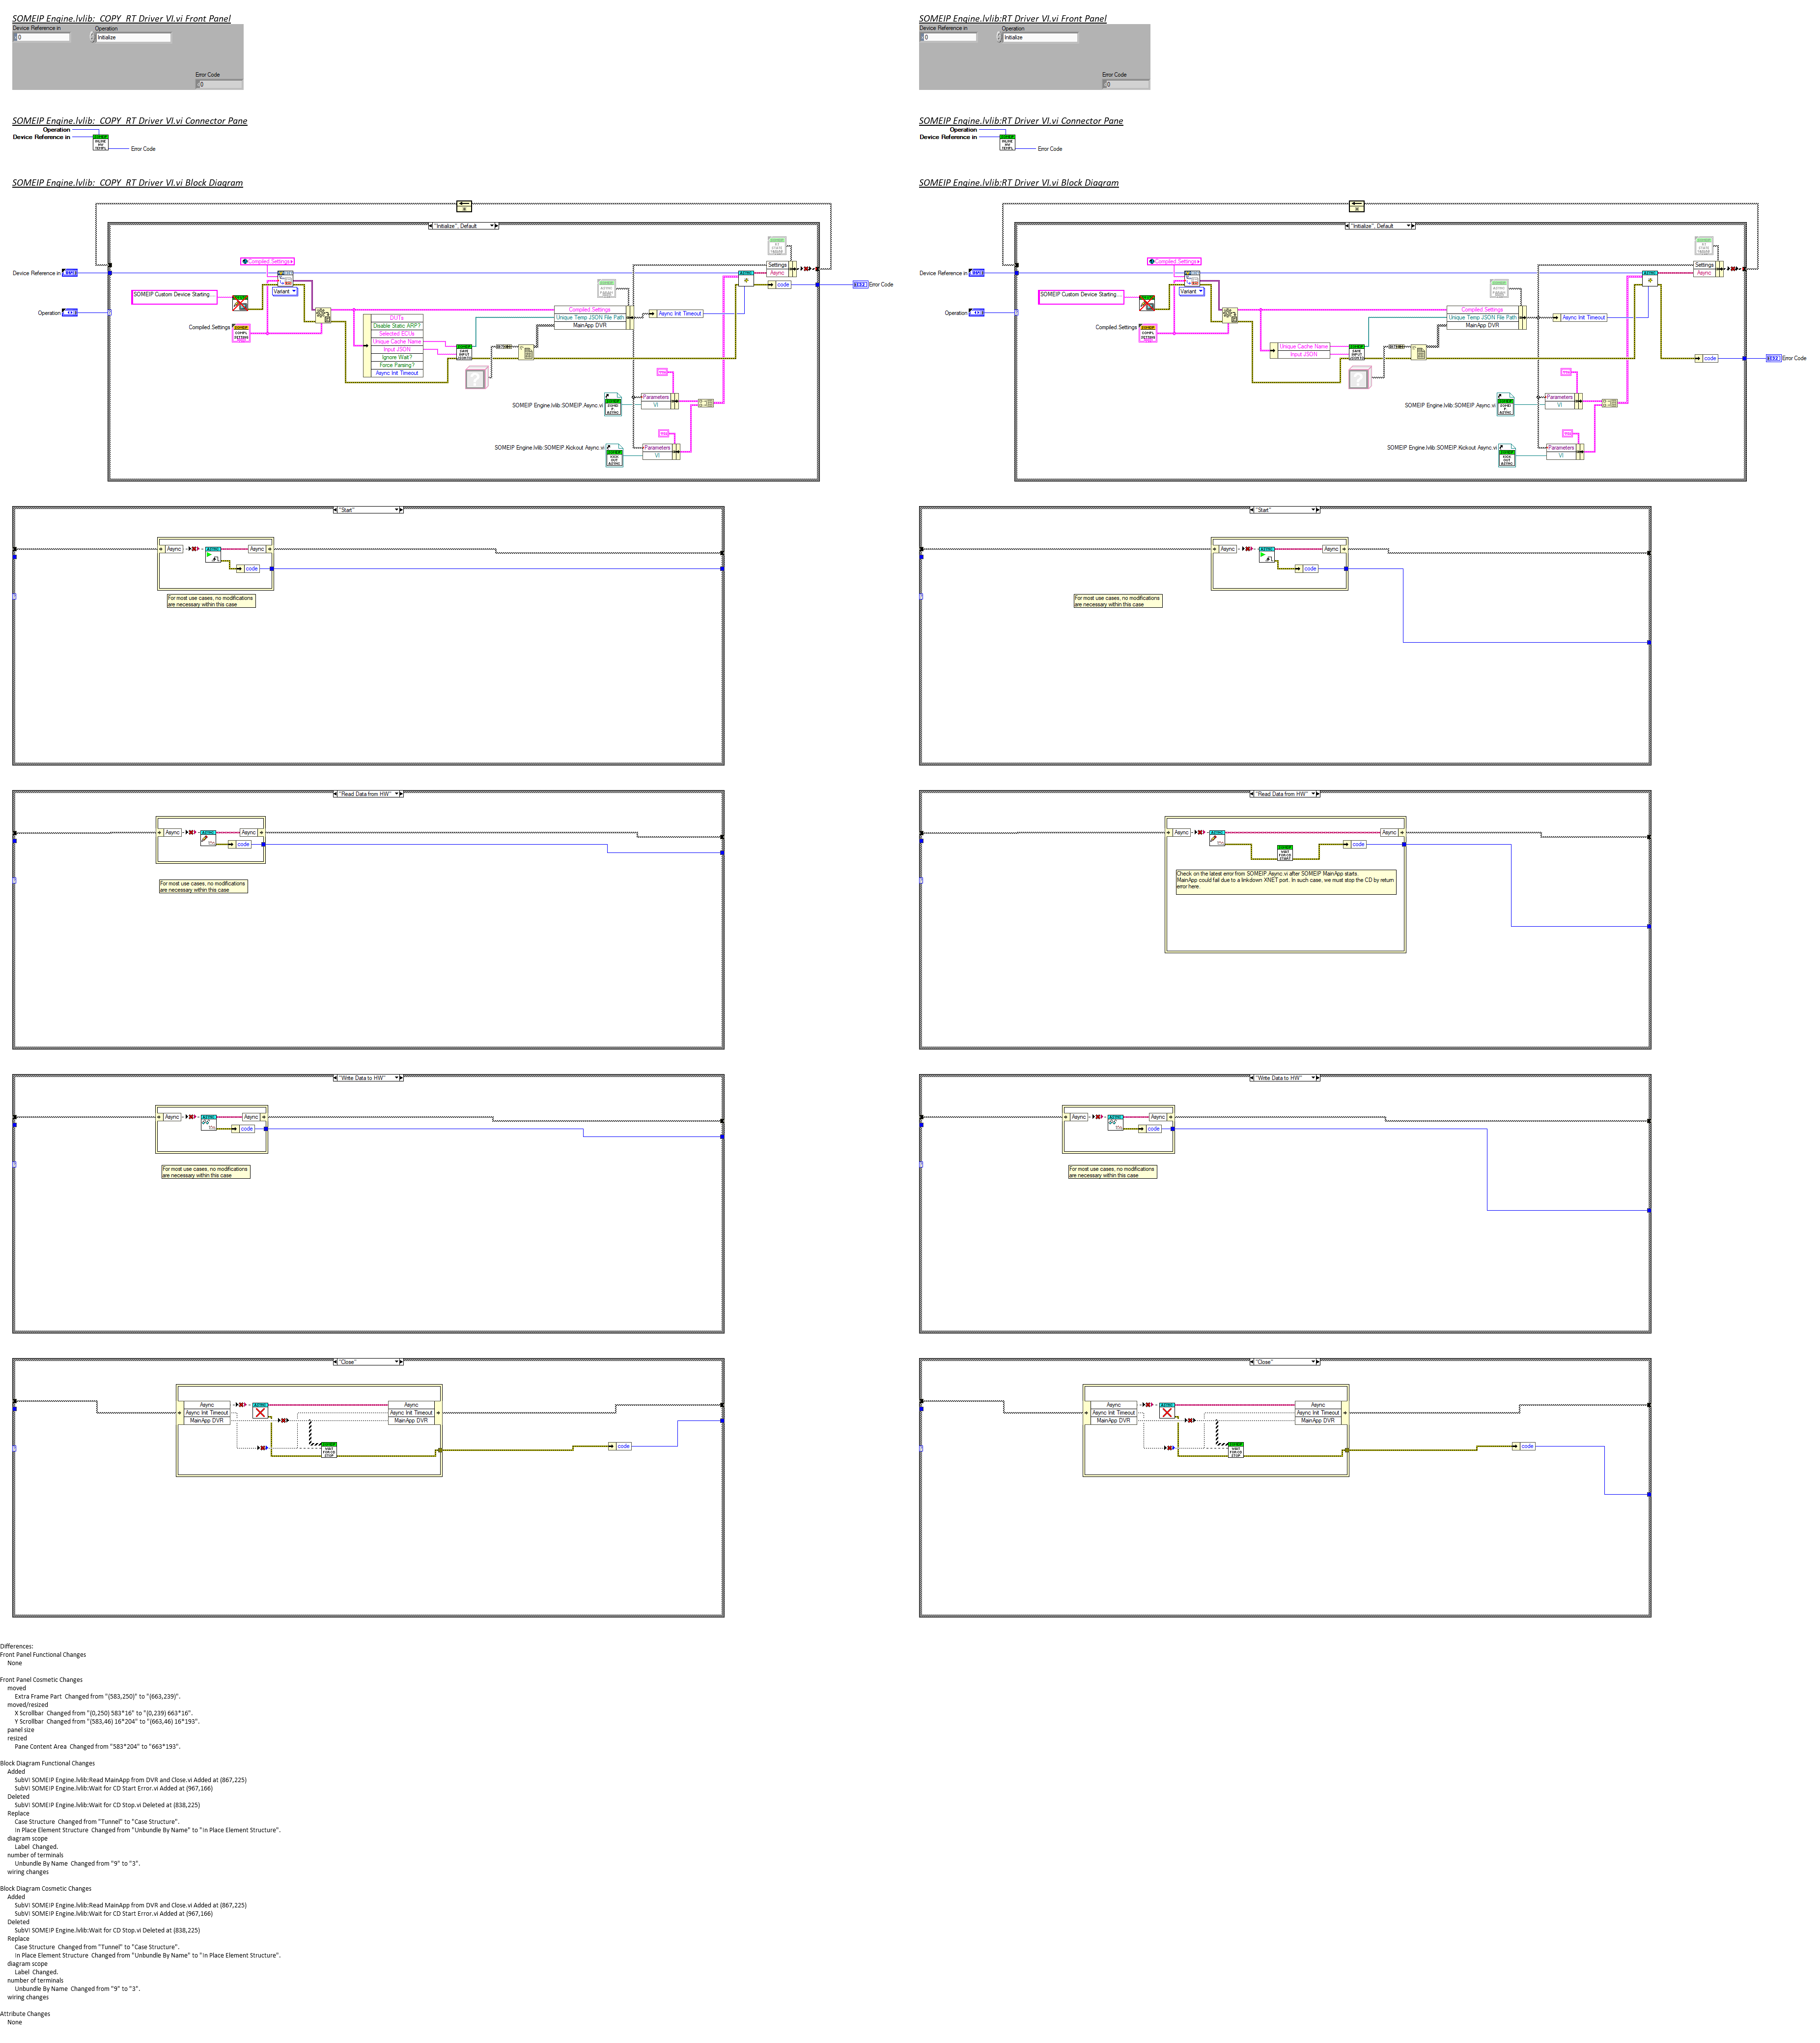 SOMEIP Engine.lvlib:_COPY_RT Driver VI.vi Front Panel
Device Reference in
Operation
0
Initialize
Error Code
0
SOMEIP Engine.lvlib:_COPY_RT Driver VI.vi Connector Pane
Operation
Device Reference in
Error Code
SOMEIP Engine.lvlib:_COPY_RT Driver VI.vi Block Diagram
"Initialize", Default
Settings
Async
Device Reference in
Compiled Settings
code
Error Code
Variant
SOMEIP Custom Device Starting...
Operation
Compiled Settings
DUTs
Disable Static ARP?
Selected ECUs
Unique Cache Name
Input JSON
Ignore Wait?
Force Parsing?
Async Init Timeout
Compiled Settings
Unique Temp JSON File Path
MainApp DVR
Async Init Timeout
Parameters
VI
SOMEIP Engine.lvlib:SOMEIP.Async.vi
Parameters
VI
SOMEIP Engine.lvlib:SOMEIP Kickout Async.vi
"Start"
Async
Async
code
For most use cases, no modifications
are necessary within this case
"Read Data from HW"
Async
Async
code
For most use cases, no modifications
are necessary within this case
"Write Data to HW"
Async
Async
code
For most use cases, no modifications
are necessary within this case
"Close"
Async
Async Init Timeout
MainApp DVR
Async
Async Init Timeout
MainApp DVR
code
SOMEIP Engine.lvlib:RT Driver VI.vi Front Panel
Device Reference in
Operation
0
Initialize
Error Code
0
SOMEIP Engine.lvlib:RT Driver VI.vi Connector Pane
Operation
Device Reference in
Error Code
SOMEIP Engine.lvlib:RT Driver VI.vi Block Diagram
"Initialize", Default
Settings
Async
Device Reference in
Compiled Settings
Variant
SOMEIP Custom Device Starting...
Operation
Compiled Settings
Unique Cache Name
Input JSON
Compiled Settings
Unique Temp JSON File Path
MainApp DVR
Async Init Timeout
code
Error Code
Parameters
VI
SOMEIP Engine.lvlib:SOMEIP.Async.vi
Parameters
VI
SOMEIP Engine.lvlib:SOMEIP Kickout Async.vi
"Start"
Async
Async
code
For most use cases, no modifications
are necessary within this case
"Read Data from HW"
Async
Async
code
Check on the latest error from SOMEIP.Async.vi after SOMEIP MainApp starts.
MainApp could fail due to a linkdown XNET port. In such case, we must stop the CD by return
error here.
"Write Data to HW"
Async
Async
code
For most use cases, no modifications
are necessary within this case
"Close"
Async
Async Init Timeout
MainApp DVR
Async
Async Init Timeout
MainApp DVR
code
Differences:
Front Panel Functional Changes
None
Front Panel Cosmetic Changes
moved
Extra Frame Part  Changed from "(583,250)" to "(663,239)".
moved/resized
X Scrollbar  Changed from "(0,250) 583*16" to "(0,239) 663*16".
Y Scrollbar  Changed from "(583,46) 16*204" to "(663,46) 16*193".
panel size
resized
Pane Content Area  Changed from "583*204" to "663*193".
Block Diagram Functional Changes
Added
SubVI SOMEIP Engine.lvlib:Read MainApp from DVR and Close.vi Added at (867,225)
SubVI SOMEIP Engine.lvlib:Wait for CD Start Error.vi Added at (967,166)
Deleted
SubVI SOMEIP Engine.lvlib:Wait for CD Stop.vi Deleted at (838,225)
Replace
Case Structure  Changed from "Tunnel" to "Case Structure".
In Place Element Structure  Changed from "Unbundle By Name" to "In Place Element Structure".
diagram scope
Label  Changed.
number of terminals
Unbundle By Name  Changed from "9" to "3".
wiring changes
Block Diagram Cosmetic Changes
Added
SubVI SOMEIP Engine.lvlib:Read MainApp from DVR and Close.vi Added at (867,225)
SubVI SOMEIP Engine.lvlib:Wait for CD Start Error.vi Added at (967,166)
Deleted
SubVI SOMEIP Engine.lvlib:Wait for CD Stop.vi Deleted at (838,225)
Replace
Case Structure  Changed from "Tunnel" to "Case Structure".
In Place Element Structure  Changed from "Unbundle By Name" to "In Place Element Structure".
diagram scope
Label  Changed.
number of terminals
Unbundle By Name  Changed from "9" to "3".
wiring changes
Attribute Changes
None